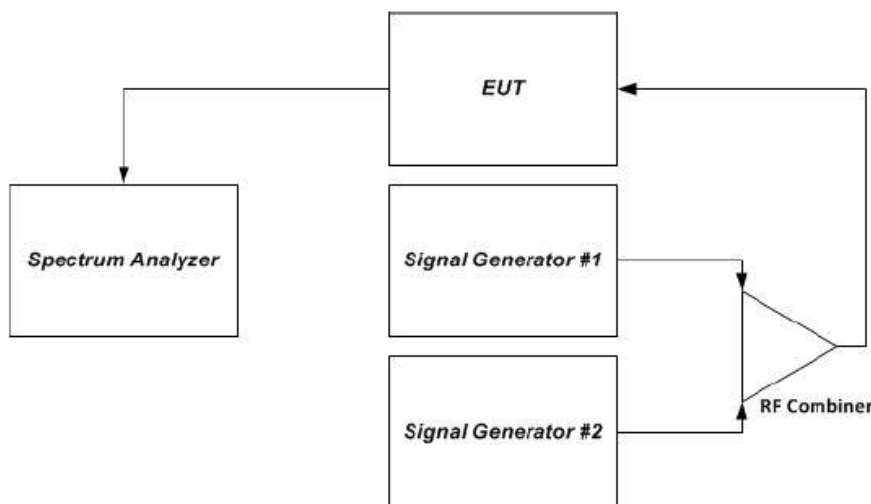 EUT
Spectrum Analyzer
Signal Generator #1
Signal Generator #2
RF Combiner